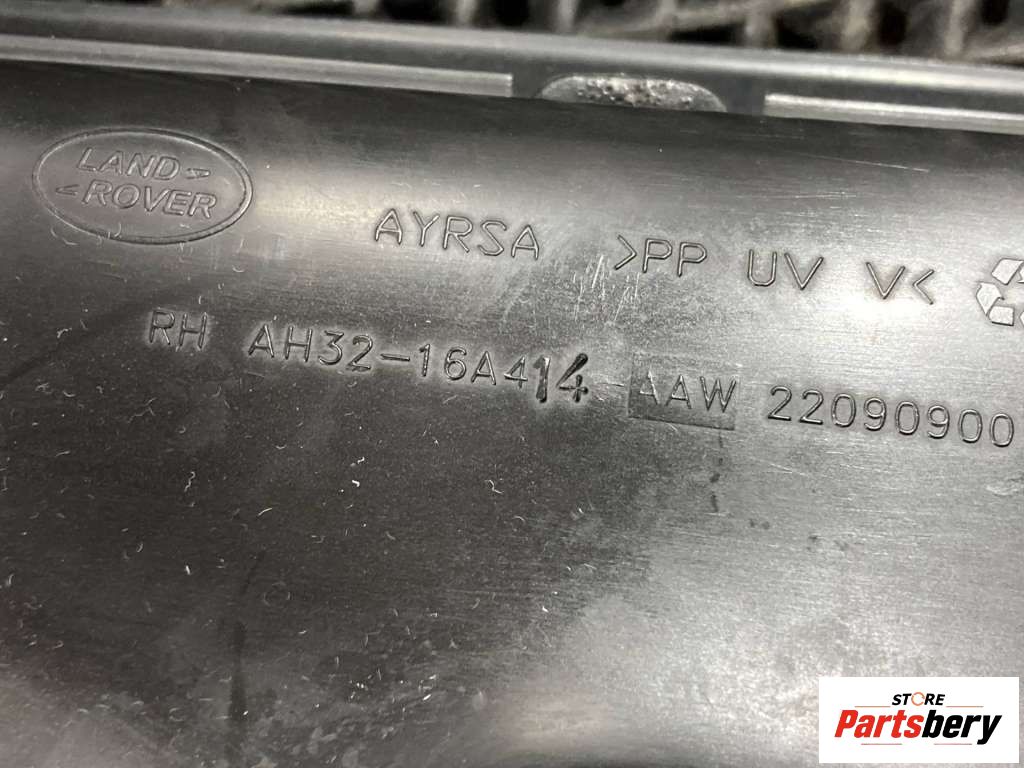 LAND
ROVER
AYRSA >PP UV V<
RH AH32-16A414-AAW 22090900
STORE
Partsbery